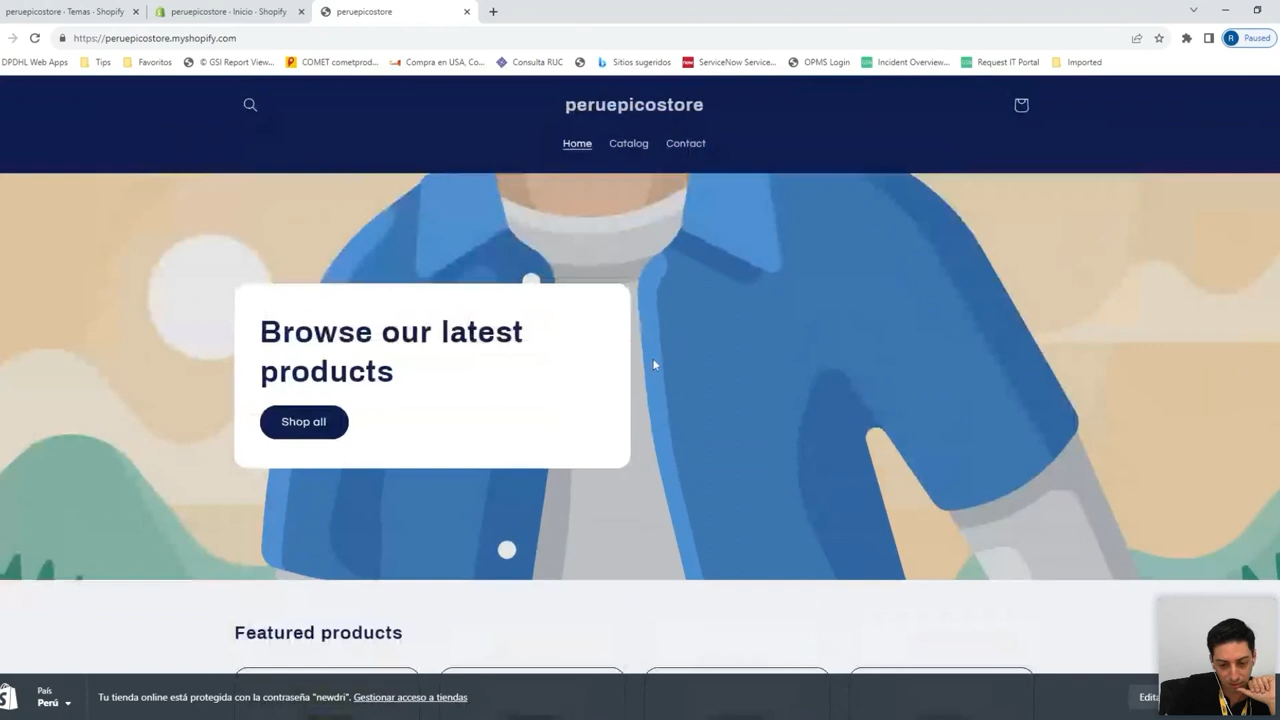 peruepicostore · Temas · Shopify
peruepicostore · Inicio · Shopify
peruepicostore
https://peruepicostore.myshopify.com
R Paused
DPDHL Web Apps
Tips
Favoritos
© GSI Report View...
COMET cometprod...
Compra en USA, Co...
Consulta RUC
Sitios sugeridos
ServiceNow Service...
OPMS Login
Incident Overview...
Request IT Portal
Imported
peruepicostore
Home
Catalog
Contact
Browse our latest
products
Shop all
Featured products
País
Perú
Tu tienda online está protegida con la contraseña "newdri". Gestionar acceso a tiendas